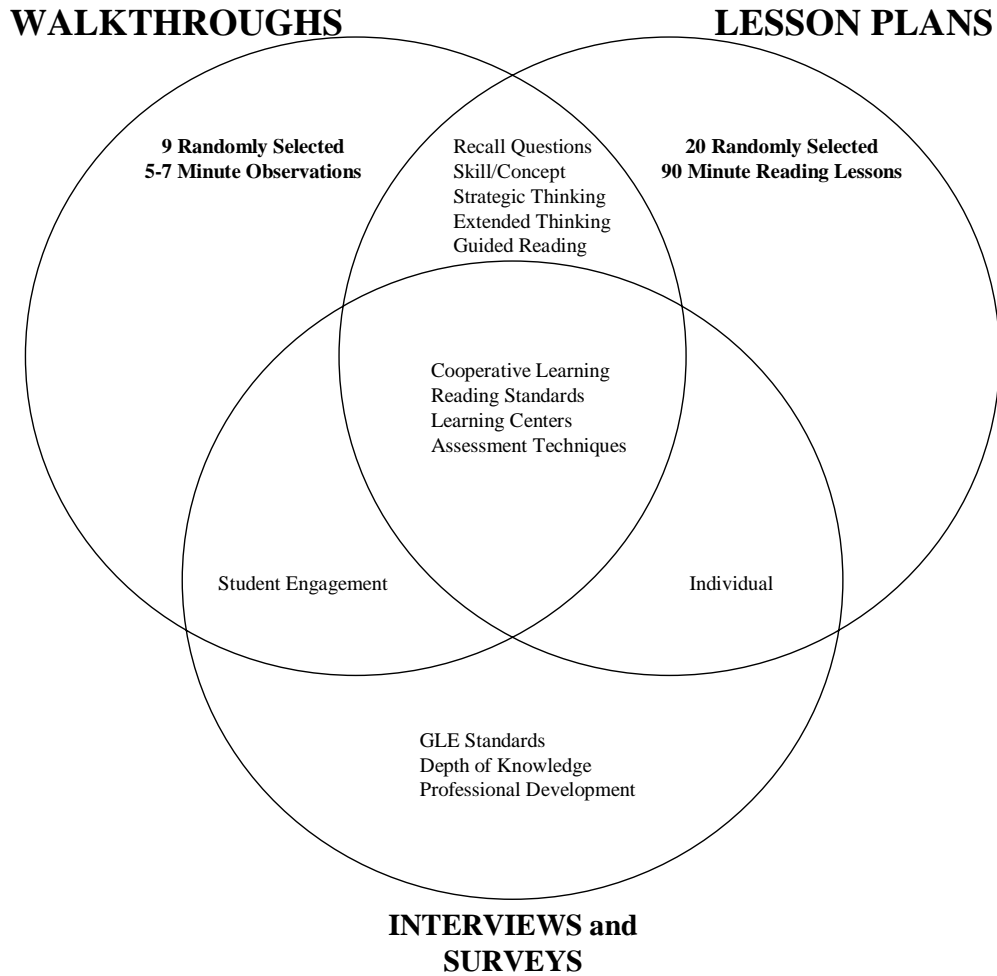 WALKTHROUGHS
LESSON PLANS
9 Randomly Selected
5-7 Minute Observations
Recall Questions
Skill/Concept
Strategic Thinking
Extended Thinking
Guided Reading
20 Randomly Selected
90 Minute Reading Lessons
Cooperative Learning
Reading Standards
Learning Centers
Assessment Techniques
Student Engagement
Individual
GLE Standards
Depth of Knowledge
Professional Development
INTERVIEWS and
SURVEYS